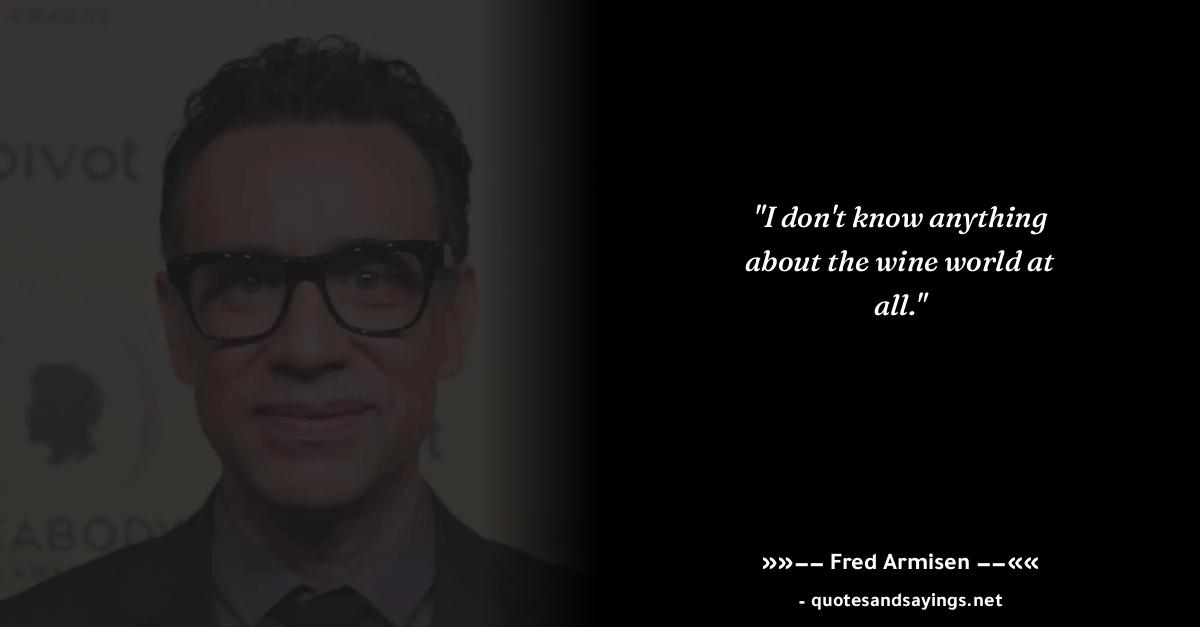 AWARDS
pivot
"I don't know anything
about the wine world at
all."
t
EABODY
»»−− Fred Armisen −−««
- quotesandsayings.net